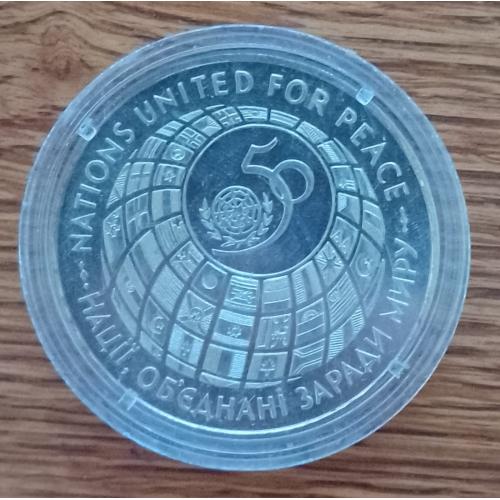 NATIONS UNITED FOR PEACE
50
НАЦІЇ, ОБ'ЄДНАНІ ЗАРАДИ МИРУ